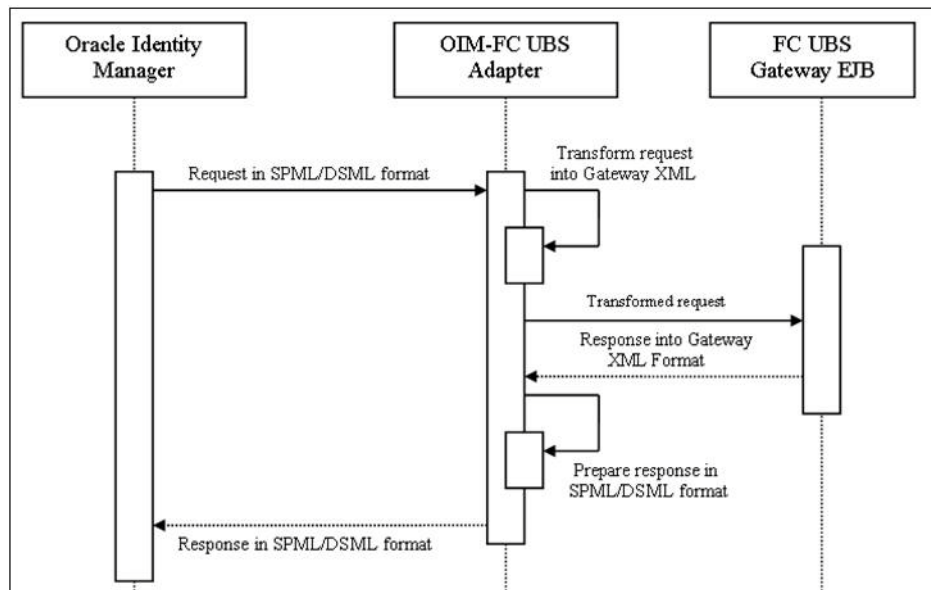 Oracle Identity
Manager
OIM-FC UBS
Adapter
FC UBS
Gateway EJB
Transform request
into Gateway XML
Request in SPML/DSML format
Transformed request
Response into Gateway
XML Format
Prepare response in
SPML/DSML format
Response in SPML/DSML format